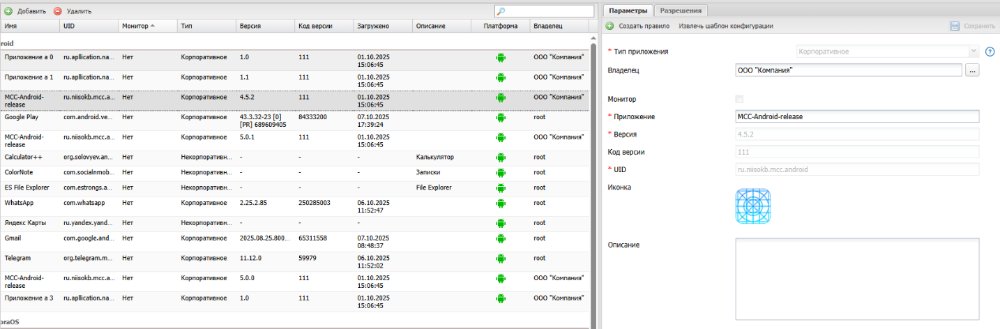 Добавить Удалить
Имя UID Монитор Тип Версия Код версии Загружено Описание Платформа Владелец
roid
Приложение a 0 ru.apllication.na... Нет Корпоративное 1.0 111 01.10.2025 15:06:45 ООО "Компания"
Приложение a 1 ru.apllication.na... Нет Корпоративное 1.1 111 01.10.2025 15:06:45 ООО "Компания"
MCC-Android-release ru.niisokb.mcc.a... Нет Корпоративное 4.5.2 111 01.10.2025 15:06:45 ООО "Компания"
Google Play com.android.ve... Нет Корпоративное 43.3.32-23 [0] [PR] 689609405 84333200 07.10.2025 17:39:24 root
MCC-Android-release ru.niisokb.mcc.a... Нет Корпоративное 5.0.1 111 01.10.2025 15:06:45 ООО "Компания"
Calculator++ org.solovyev.an... Нет Некорпоративн... - - - Калькулятор root
ColorNote com.socialnmob... Нет Некорпоративн... - - - Записки root
ES File Explorer com.estrongs.a... Нет Некорпоративн... - - - File Explorer root
WhatsApp com.whatsapp Нет Корпоративное 2.25.2.85 250285003 06.10.2025 11:52:47 root
Яндекс Карты ru.yandex.yand... Нет Некорпоративн... - - - root
Gmail com.google.and... Нет Корпоративное 2025.08.25.800... 65311558 07.10.2025 08:48:37 root
Telegram org.telegram.m... Нет Корпоративное 11.12.0 59979 06.10.2025 11:52:02 root
MCC-Android-release ru.niisokb.mcc.a... Нет Корпоративное 5.0.0 111 01.10.2025 15:06:45 ООО "Компания"
Приложение a 3 ru.apllication.na... Нет Корпоративное 1.0 111 01.10.2025 15:06:45 ООО "Компания"
oraOS
Параметры Разрешения
Создать правило Извлечь шаблон конфигурации Сохранить
* Тип приложения Корпоративное ?
Владелец ООО "Компания" ...
Монитор
* Приложение MCC-Android-release
* Версия 4.5.2
Код версии 111
* UID ru.niisokb.mcc.android
Иконка
Описание